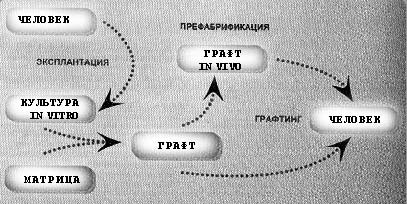 ЧЕЛОВЕК
ПРЕФАБРИФИКАЦИЯ
ЭКСПЛАНТАЦИЯ
ГРАФТ
IN VIVO
КУЛЬТУРА
IN VITRO
ГРАФТИНГ
ЧЕЛОВЕК
ГРАФТ
МАТРИЦА